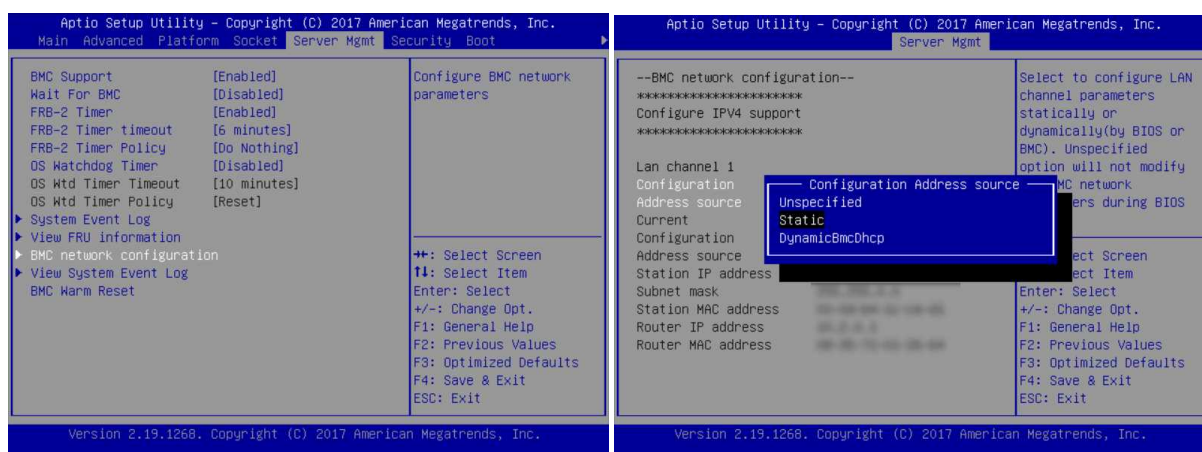 Aptio Setup Utility – Copyright (C) 2017 American Megatrends, Inc.
Main Advanced Platform Socket Server Mgmt Security Boot
BMC Support [Enabled]
Wait For BMC [Disabled]
FRB-2 Timer [Enabled]
FRB-2 Timer timeout [6 minutes]
FRB-2 Timer Policy [Do Nothing]
OS Watchdog Timer [Disabled]
OS Wtd Timer Timeout [10 minutes]
OS Wtd Timer Policy [Reset]
System Event Log
View FRU information
BMC network configuration
View System Event Log
BMC Warm Reset
Configure BMC network
parameters
→←: Select Screen
↑↓: Select Item
Enter: Select
+/-: Change Opt.
F1: General Help
F2: Previous Values
F3: Optimized Defaults
F4: Save & Exit
ESC: Exit
Version 2.19.1268. Copyright (C) 2017 American Megatrends, Inc.
Aptio Setup Utility – Copyright (C) 2017 American Megatrends, Inc.
Server Mgmt
--BMC network configuration--
***********************
Configure IPV4 support
***********************
Lan channel 1
Configuration
Address source
Current
Configuration
Address source
Station IP address
Subnet mask
Station MAC address
Router IP address
Router MAC address
Configuration Address source
Unspecified
Static
DynamicBmcDhcp
Select to configure LAN
channel parameters
statically or
dynamically(by BIOS or
BMC). Unspecified
option will not modify
MC network
ers during BIOS
ect Screen
ect Item
Enter: Select
+/-: Change Opt.
F1: General Help
F2: Previous Values
F3: Optimized Defaults
F4: Save & Exit
ESC: Exit
Version 2.19.1268. Copyright (C) 2017 American Megatrends, Inc.